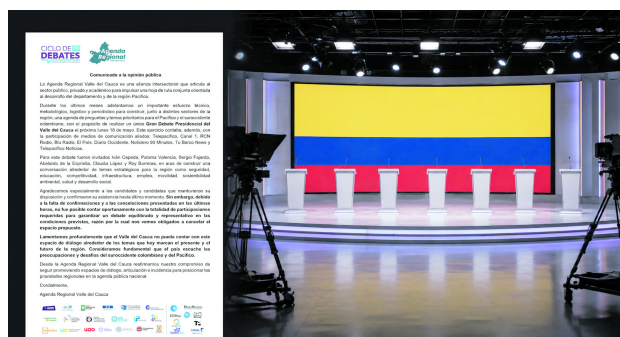 CICLO DE
DEBATES
Agenda
Regional
Comunicado a la opinión pública
La Agenda Regional Valle del Cauca es una alianza intersectorial que articula al
sector público, privado y académico para impulsar una hoja de ruta conjunta orientada
al desarrollo del departamento y de la región Pacífico.
Durante los últimos meses adelantamos un importante esfuerzo técnico,
metodológico, logístico y periodístico para construir, junto a distintos sectores de la
región, una agenda de preguntas y temas prioritarios para el Pacífico y el suroccidente
colombiano, con el propósito de realizar un único Gran Debate Presidencial del
Valle del Cauca el próximo lunes 18 de mayo. Este ejercicio contaba, además, con
la participación de medios de comunicación aliados: Telepacífico, Canal 1, RCN
Radio, Blu Radio, El País, Diario Occidente, Noticiero 90 Minutos, Tu Barco News y
Telepacífico Noticias.
Para este debate fueron invitados Iván Cepeda, Paloma Valencia, Sergio Fajardo,
Abelardo de la Espriella, Claudia López y Roy Barreras, en aras de construir una
conversación alrededor de temas estratégicos para la región como seguridad,
educación, competitividad, infraestructura, empleo, movilidad, sostenibilidad
ambiental, salud y desarrollo social.
Agradecemos especialmente a las candidatas y candidatos que mantuvieron su
disposición y confirmaron su asistencia hasta último momento. Sin embargo, debido
a la falta de confirmaciones y a las cancelaciones presentadas en las últimas
horas, no fue posible contar oportunamente con la totalidad de participaciones
requeridas para garantizar un debate equilibrado y representativo en las
condiciones previstas, razón por la cual nos vemos obligados a cancelar el
espacio propuesto.
Lamentamos profundamente que el Valle del Cauca no pueda contar con este
espacio de diálogo alrededor de los temas que hoy marcan el presente y el
futuro de la región. Consideramos fundamental que el país escuche las
preocupaciones y desafíos del suroccidente colombiano y del Pacífico.
Desde la Agenda Regional Valle del Cauca reafirmamos nuestro compromiso de
seguir promoviendo espacios de diálogo, articulación e incidencia para posicionar las
prioridades regionales en la agenda pública nacional.
Cordialmente,
Agenda Regional Valle del Cauca
uao